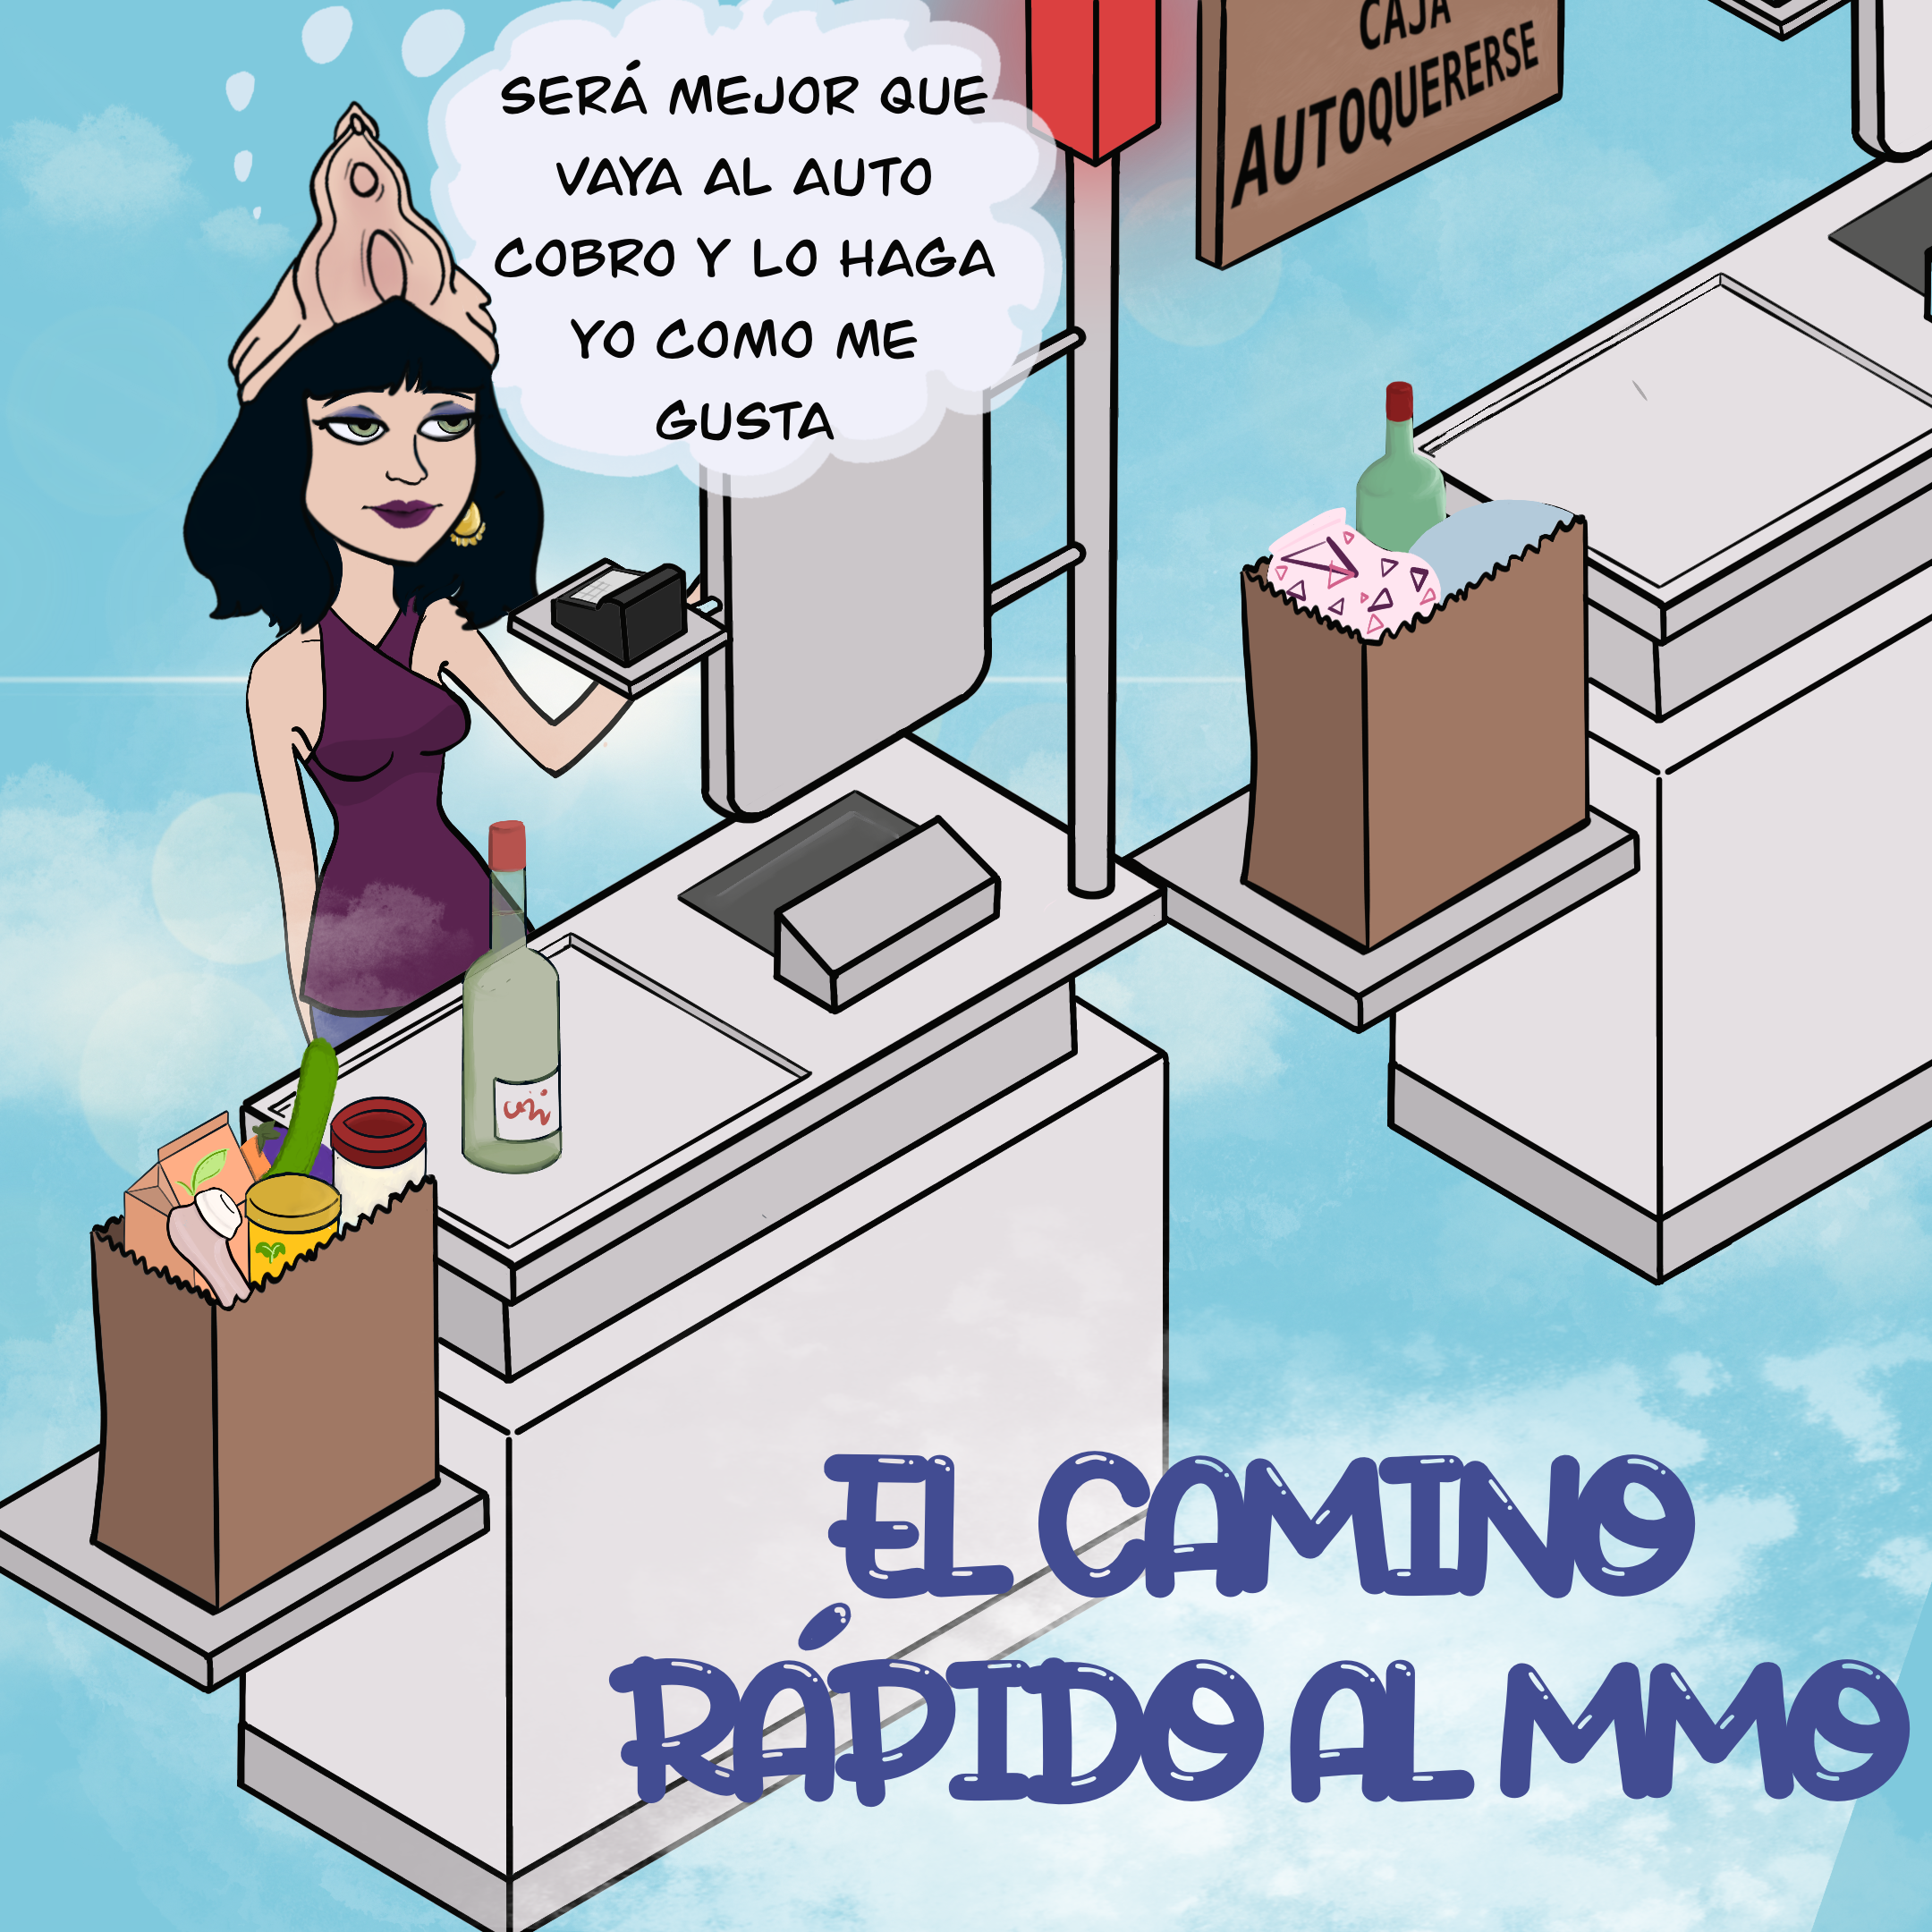 SERÁ MEJOR QUE
VAYA AL AUTO
COBRO Y LO HAGA
YO COMO ME
GUSTA
CAJA
AUTOQUERERSE
EL CAMINO
RÁPIDO AL MMO